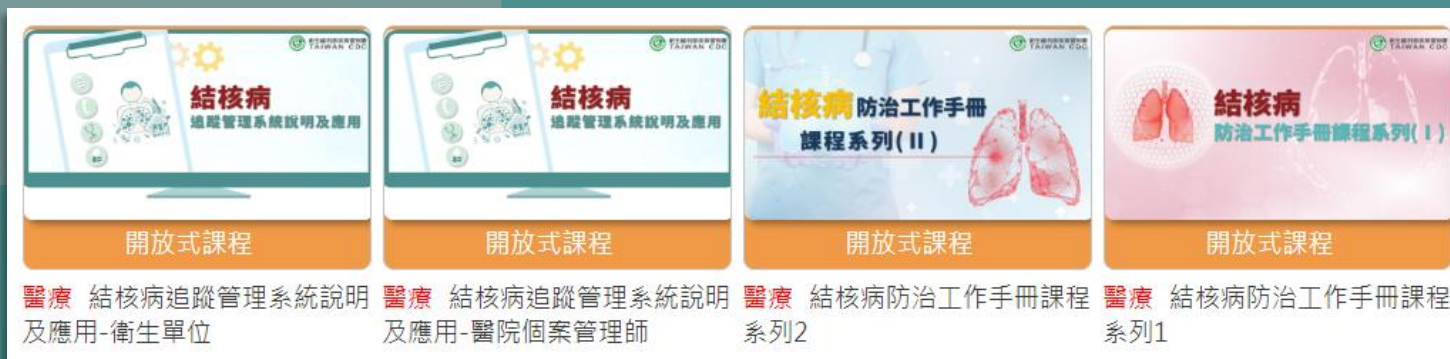 TAIWAN CDC
結核病
追蹤管理系統說明及應用
開放式課程
醫療 結核病追蹤管理系統說明
及應用-衛生單位
TAIWAN CDC
結核病
追蹤管理系統說明及應用
開放式課程
醫療 結核病追蹤管理系統說明
及應用-醫院個案管理師
TAIWAN CDC
結核病防治工作手冊
課程系列(II)
開放式課程
醫療 結核病防治工作手冊課程
系列2
TAIWAN CDC
結核病
防治工作手冊課程系列(I)
開放式課程
醫療 結核病防治工作手冊課程
系列1